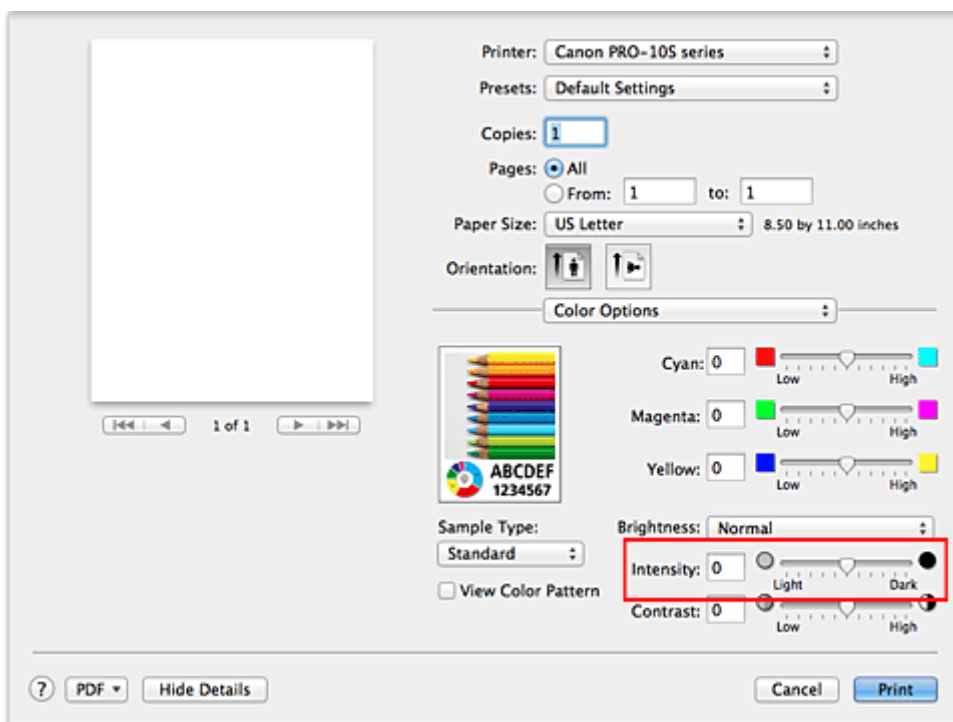 Printer: Canon PRO-10S series
Presets: Default Settings
Copies: 1
Pages: All
From: 1 to: 1
Paper Size: US Letter 8.50 by 11.00 inches
Orientation:
Color Options
1 of 1
ABCDEF
1234567
Cyan: 0
Low High
Magenta: 0
Low High
Yellow: 0
Low High
Sample Type:
Standard
View Color Pattern
Brightness: Normal
Intensity: 0
Light Dark
Contrast: 0
Low High
? PDF Hide Details Cancel Print